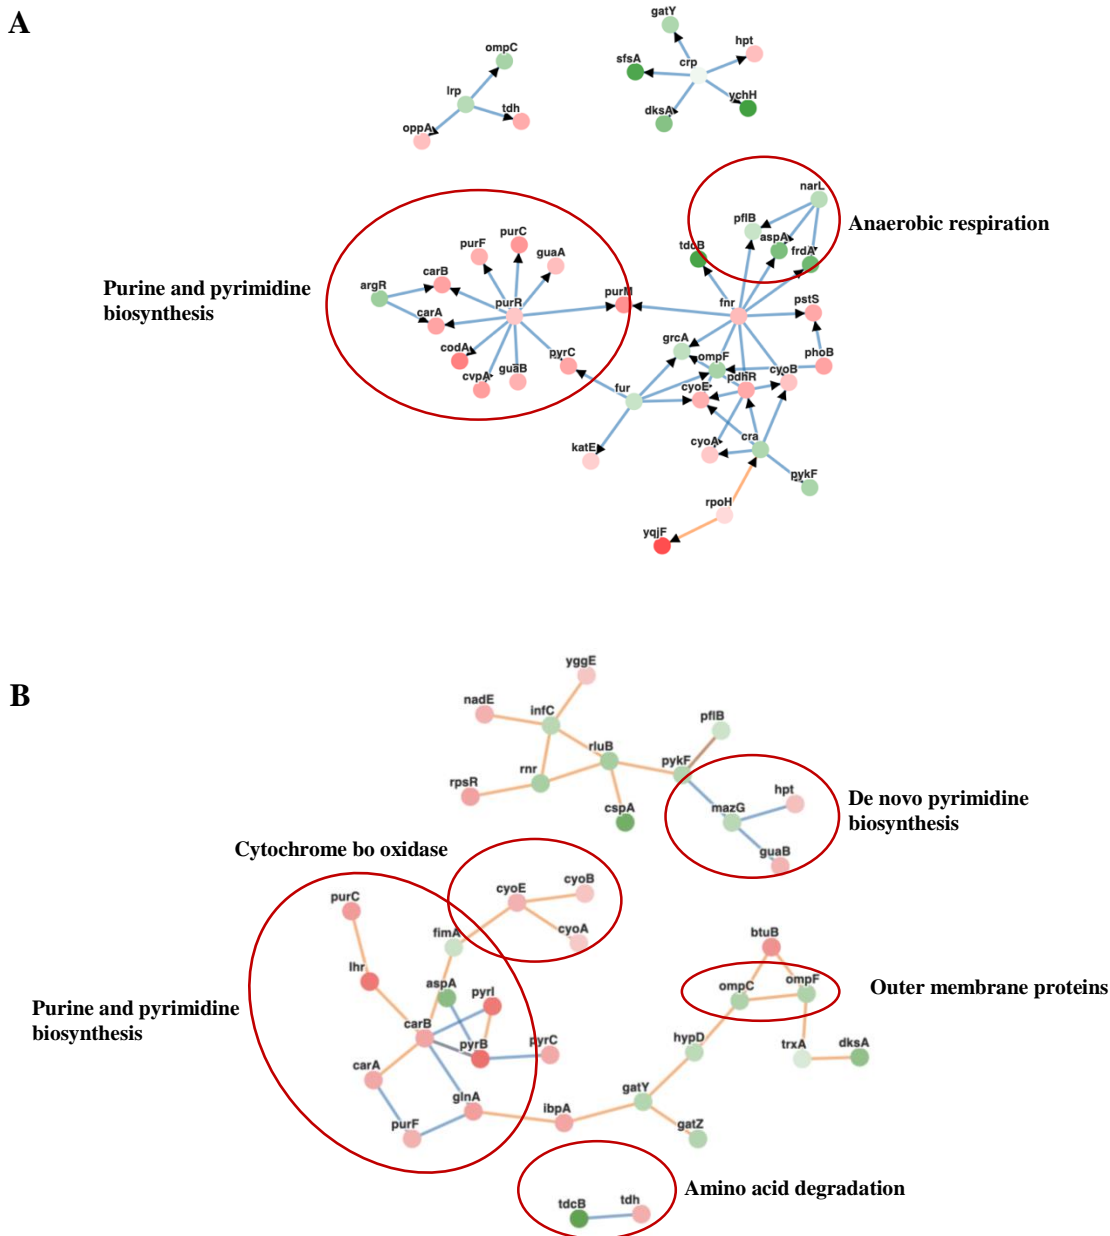 A
gatY
ompC
hpt
sfsA
crp
lrp
ychH
tdh
dksA
oppA
narL
pflB
Anaerobic respiration
aspA
purC
tdcB
frdA
purF
guaA
carB
Purine and pyrimidine
biosynthesis
argR
purR
purM
fnr
pstS
carA
grcA
codA
pyrC
ompF
phoB
cvpA
guaB
pdhR
cyoB
fur
cyoE
katE
cyoA
cra
pykF
rpoH
yqjF
B
yggE
nadE
infC
pflB
rluB
pykF
rpsR
rnr
hpt
De novo pyrimidine
biosynthesis
cspA
mazG
guaB
Cytochrome bo oxidase
cyoB
cyoE
purC
fimA
cyoA
btuB
lhr
aspA
pyrI
ompC
ompF
Outer membrane proteins
Purine and pyrimidine
biosynthesis
carB
pyrB
pyrC
hypD
trxA
dksA
carA
glnA
ibpA
gatY
purF
gatZ
Amino acid degradation
tdcB
tdh